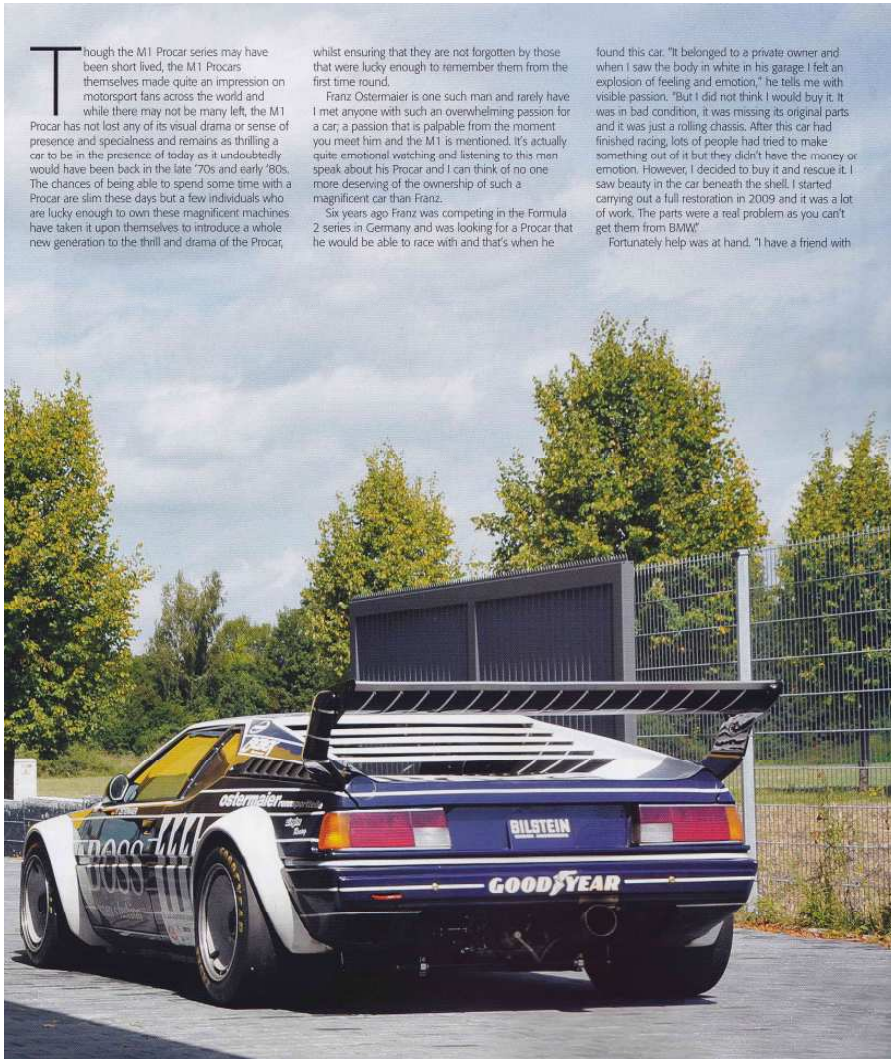 Though the M1 Procar series may have
been short lived, the M1 Procars
themselves made quite an impression on
motorsport fans across the world and
while there may not be many left, the M1
Procar has not lost any of its visual drama or sense of
presence and specialness and remains as thrilling a
car to be in the presence of today as it undoubtedly
would have been back in the late '70s and early '80s.
The chances of being able to spend some time with a
Procar are slim these days but a few individuals who
are lucky enough to own these magnificent machines
have taken it upon themselves to introduce a whole
new generation to the thrill and drama of the Procar,
whilst ensuring that they are not forgotten by those
that were lucky enough to remember them from the
first time round.
Franz Ostermaier is one such man and rarely have
I met anyone with such an overwhelming passion for
a car; a passion that is palpable from the moment
you meet him and the M1 is mentioned. It's actually
quite emotional watching and listening to this man
speak about his Procar and I can think of no one
more deserving of the ownership of such a
magnificent car than Franz.
Six years ago Franz was competing in the Formula
2 series in Germany and was looking for a Procar that
he would be able to race with and that's when he
found this car. "It belonged to a private owner and
when I saw the body in white in his garage I felt an
explosion of feeling and emotion," he tells me with
visible passion. "But I did not think I would buy it. It
was in bad condition, it was missing its original parts
and it was just a rolling chassis. After this car had
finished racing, lots of people had tried to make
something out of it but they didn't have the money or
emotion. However, I decided to buy it and rescue it. I
saw beauty in the car beneath the shell. I started
carrying out a full restoration in 2009 and it was a lot
of work. The parts were a real problem as you can't
get them from BMW."
Fortunately help was at hand. "I have a friend with
ostermaier
BOSS
BILSTEIN
GOODYEAR